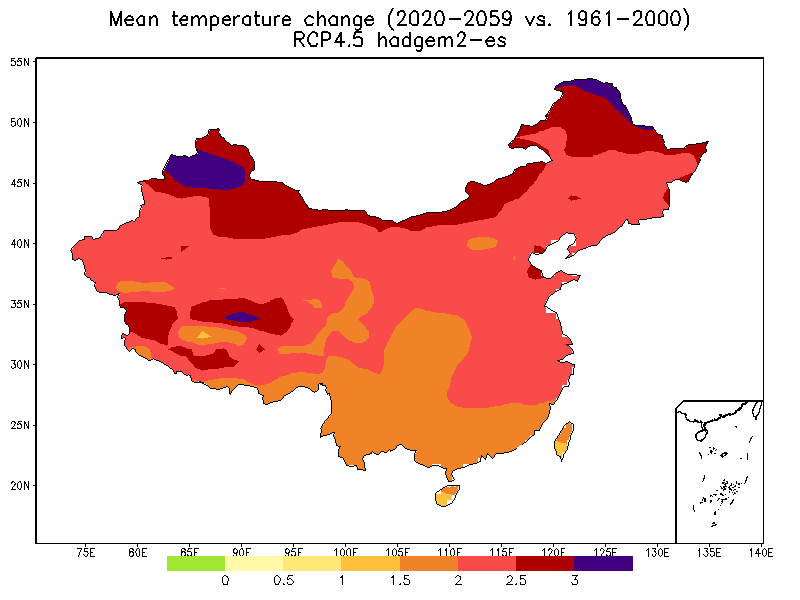 Mean temperature change (2020-2059 vs. 1961-2000)
RCP4.5 hadgem2-es
55N
50N
45N
40N
35N
30N
25N
20N
75E 80E 85E 90E 95E 100E 105E 110E 115E 120E 125E 130E 135E 140E
0 0.5 1 1.5 2 2.5 3